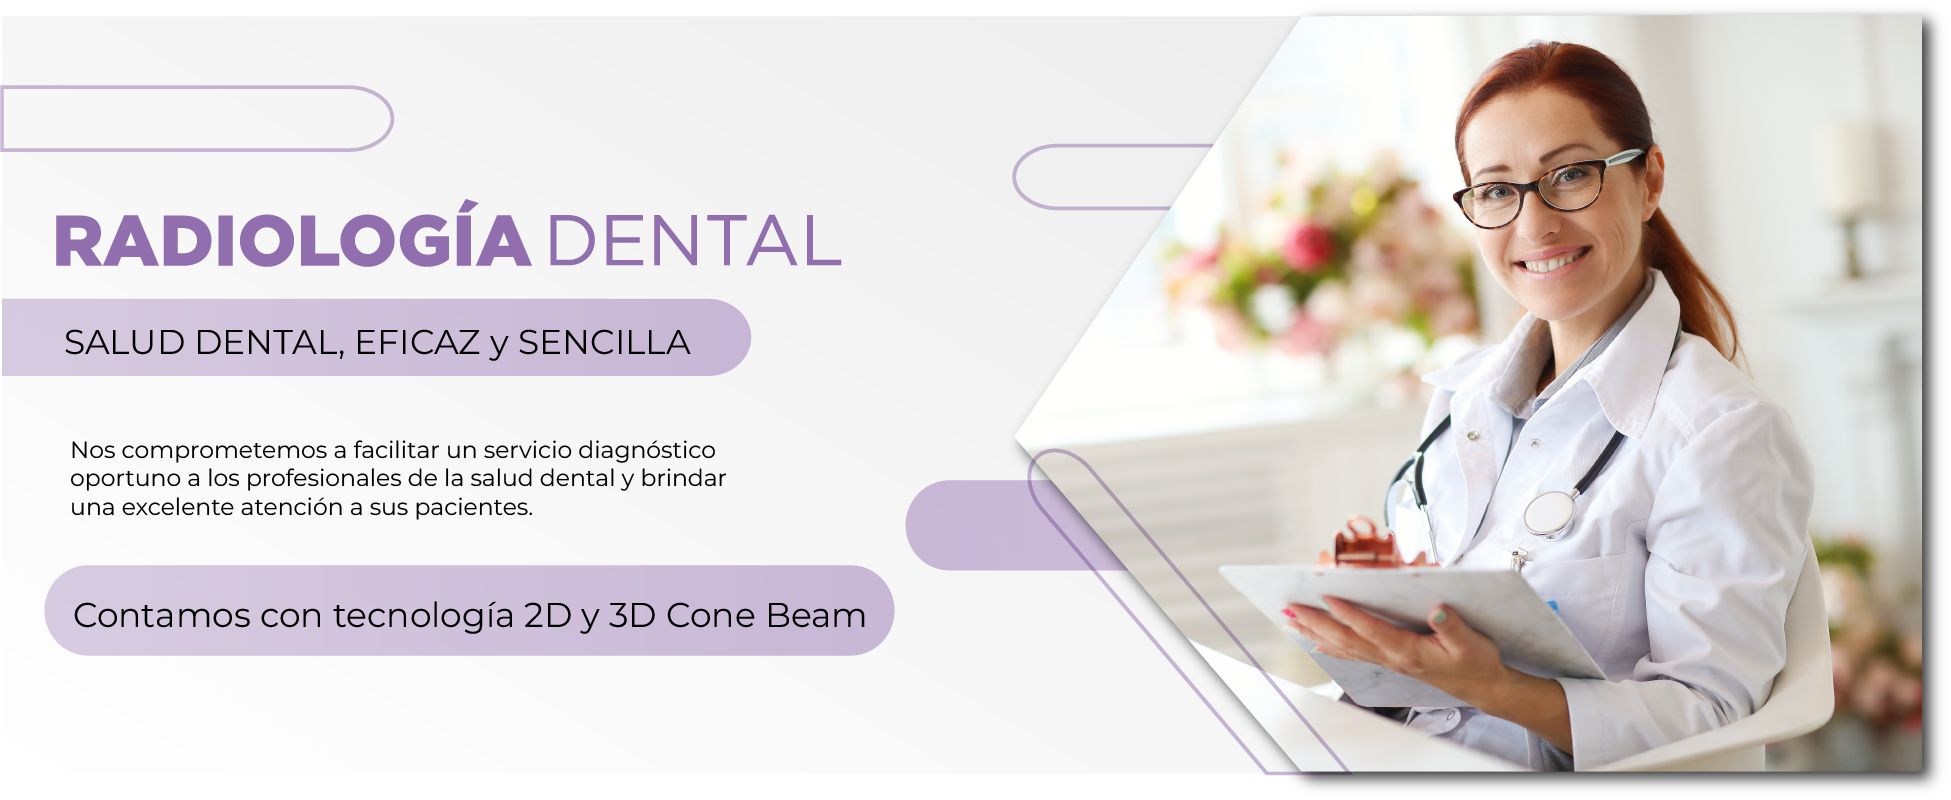 RADIOLOGÍA DENTAL
SALUD DENTAL, EFICAZ y SENCILLA
Nos comprometemos a facilitar un servicio diagnóstico
oportuno a los profesionales de la salud dental y brindar
una excelente atención a sus pacientes.
Contamos con tecnología 2D y 3D Cone Beam